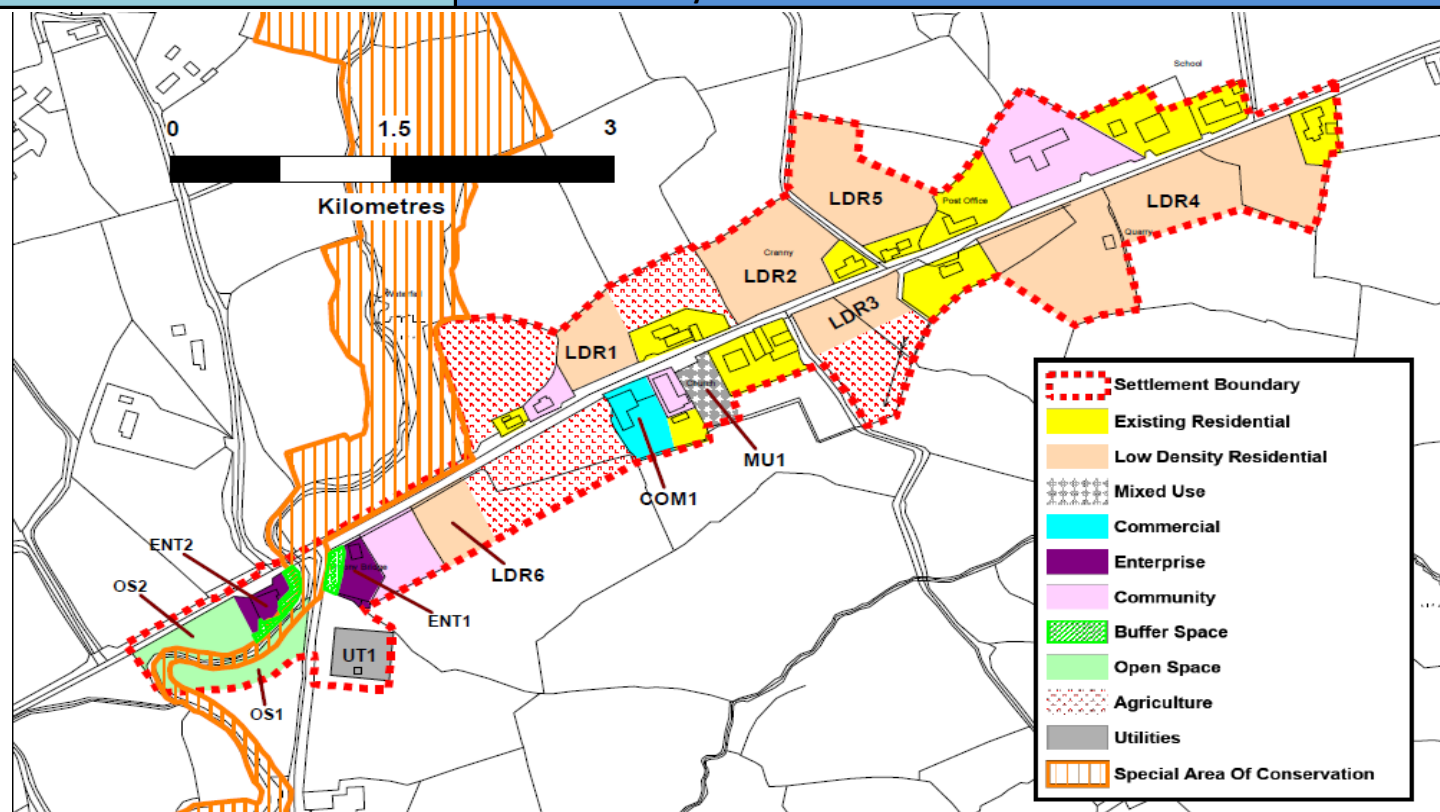 School
0 1.5 3
Kilometres
LDR5
Post Office
LDR4
Quarry
Cranny
LDR2
LDR3
LDR1
Church
MU1
COM1
LDR6
ENT2
OS2
ENT1
UT1
OS1
Settlement Boundary
Existing Residential
Low Density Residential
Mixed Use
Commercial
Enterprise
Community
Buffer Space
Open Space
Agriculture
Utilities
Special Area Of Conservation